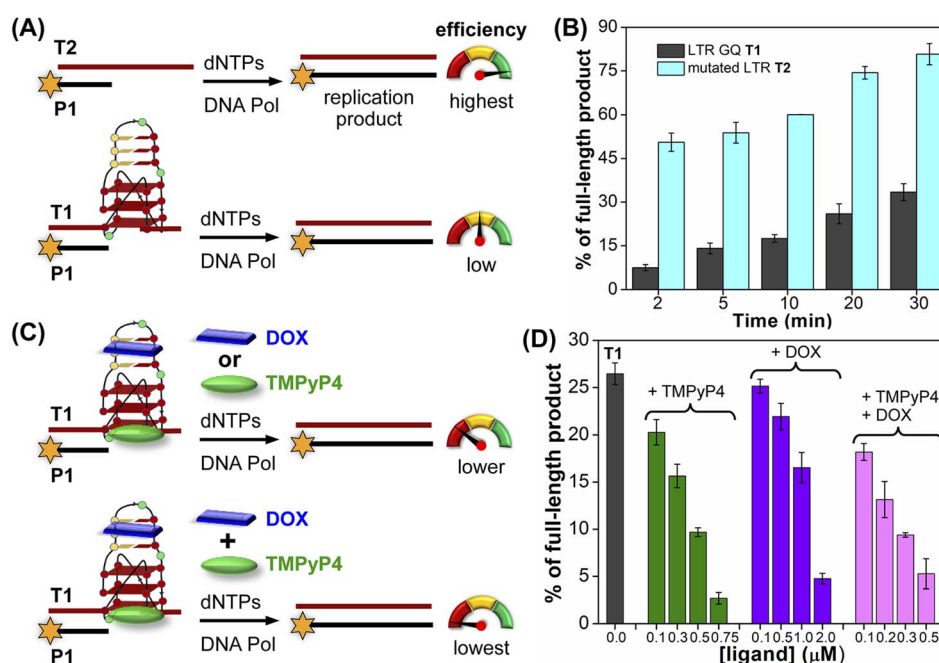 (A)
T2
dNTPs
DNA Pol
P1
replication
product
efficiency
highest
T1
dNTPs
DNA Pol
P1
low
(B)
% of full-length product
90
75
60
45
30
15
0
LTR GQ T1
mutated LTR T2
2 5 10 20 30
Time (min)
(C)
DOX
or
TMPyP4
T1
dNTPs
DNA Pol
P1
lower
DOX
+
TMPyP4
T1
dNTPs
DNA Pol
P1
lowest
(D)
% of full-length product
30
25
20
15
10
5
0
T1
+ TMPyP4
+ DOX
+ TMPyP4
+ DOX
0.0 0.1 0.3 0.5 0.75 0.1 0.5 1.0 2.0 0.1 0.2 0.3 0.5
[ligand] (μM)